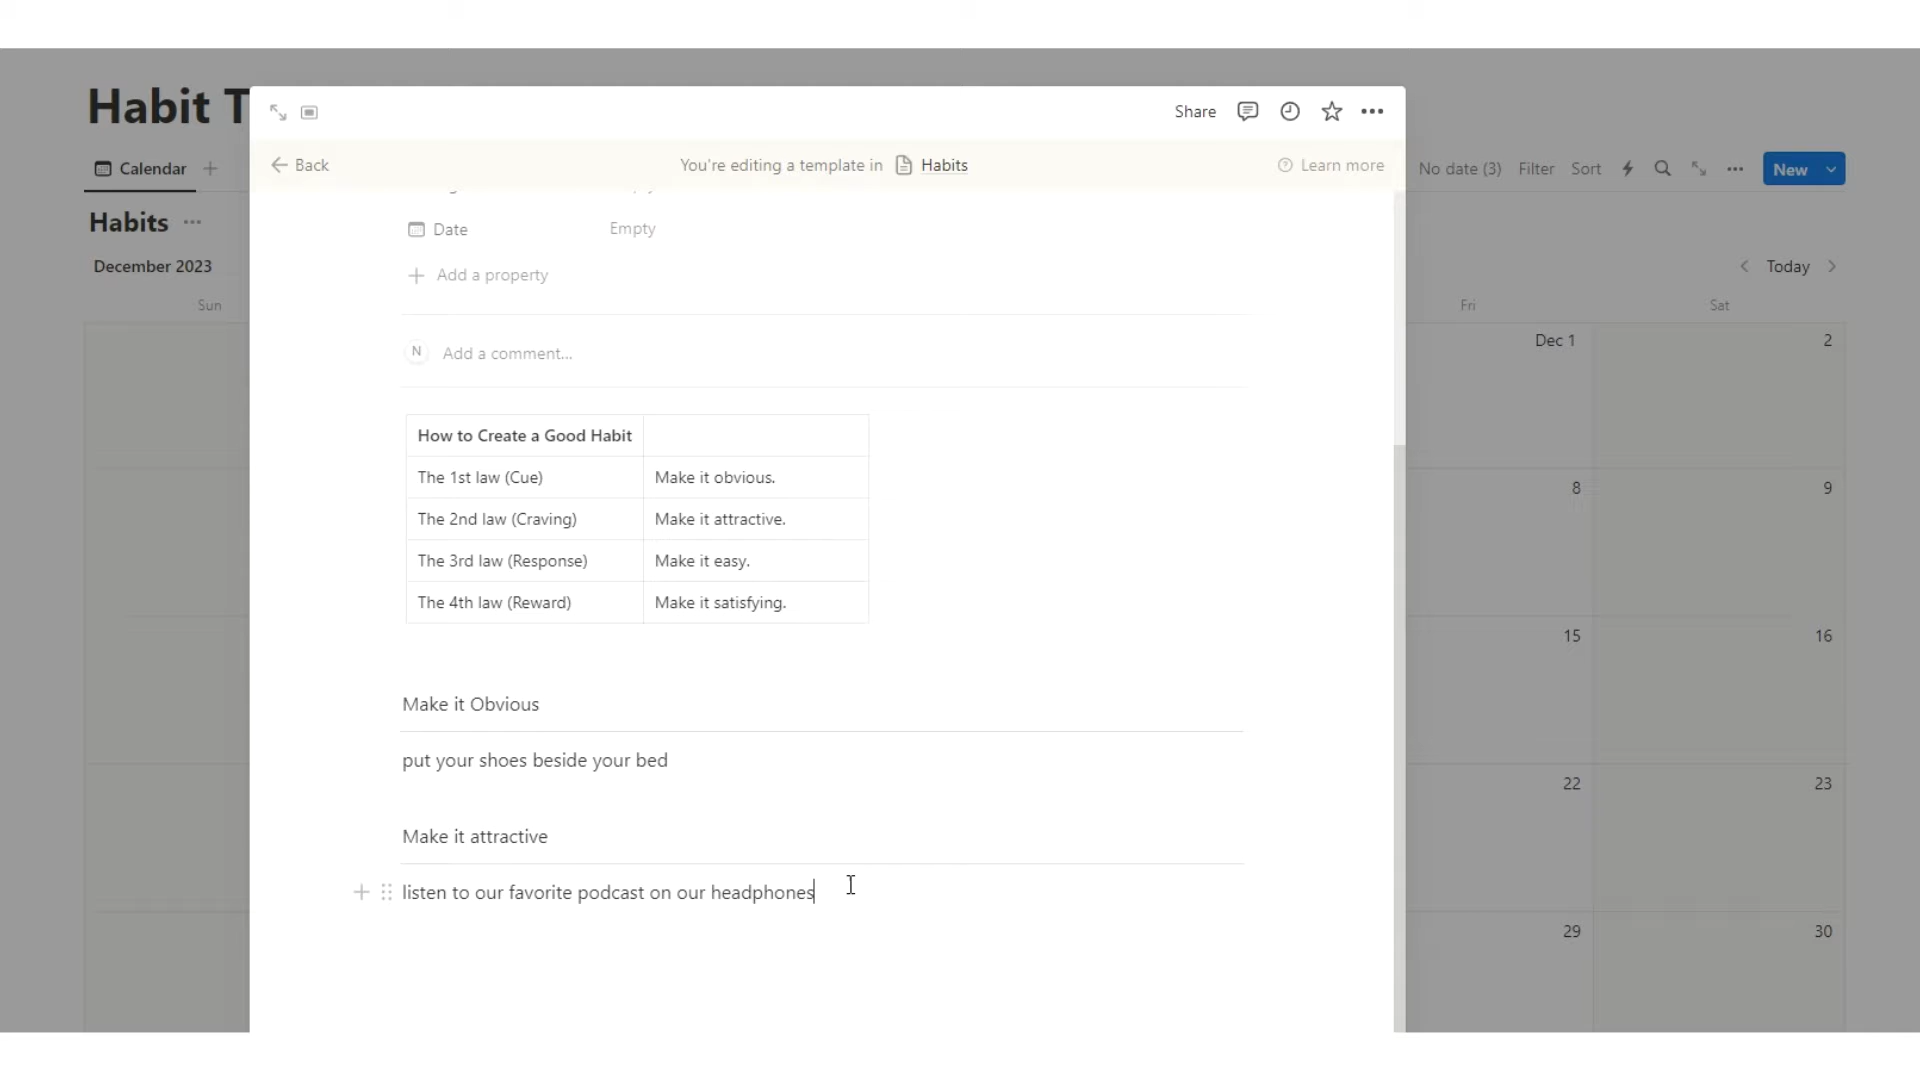 Habit T
Share
Back
You're editing a template in Habits
Learn more
Calendar
No date (3) Filter Sort
New
Habits
Date Empty
December 2023
Today
Add a property
Sun
Fri
Sat
N Add a comment...
Dec 1
2
How to Create a Good Habit
The 1st law (Cue) Make it obvious.
8
9
The 2nd law (Craving) Make it attractive.
The 3rd law (Response) Make it easy.
The 4th law (Reward) Make it satisfying.
15
16
Make it Obvious
put your shoes beside your bed
22
23
Make it attractive
listen to our favorite podcast on our headphones
29
30